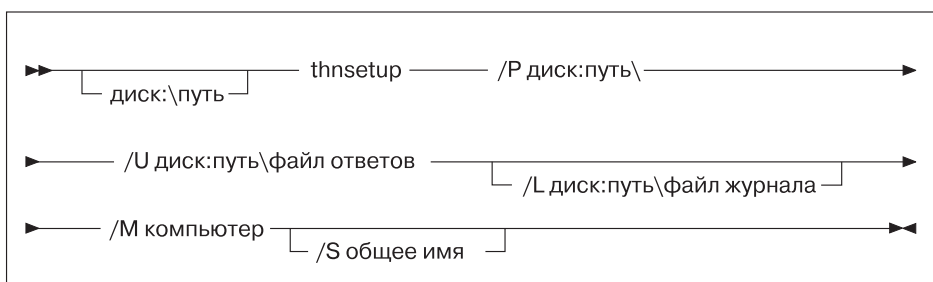 thnsetup /P диск:путь\
диск:\путь
/U диск:путь\файл ответов
/L диск:путь\файл журнала
/M компьютер
/S общее имя